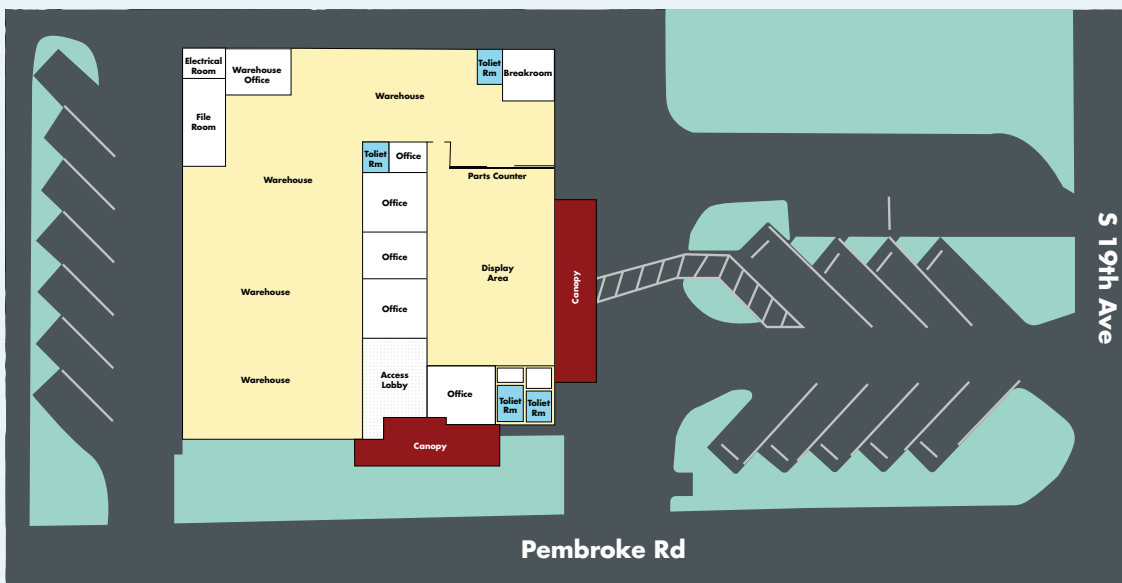 Electrical
Room
Warehouse
Office
Toliet
Rm
Breakroom
Warehouse
File
Room
Toliet
Rm
Office
Parts Counter
Warehouse
Office
S 19th Ave
Office
Display
Area
Canopy
Warehouse
Office
Warehouse
Access
Lobby
Office
Toliet
Rm
Toliet
Rm
Canopy
Pembroke Rd